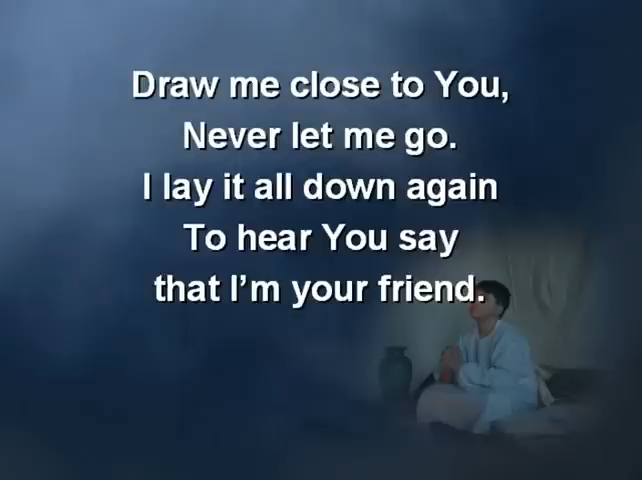 Draw me close to You,
Never let me go.
I lay it all down again
To hear You say
that I'm your friend.